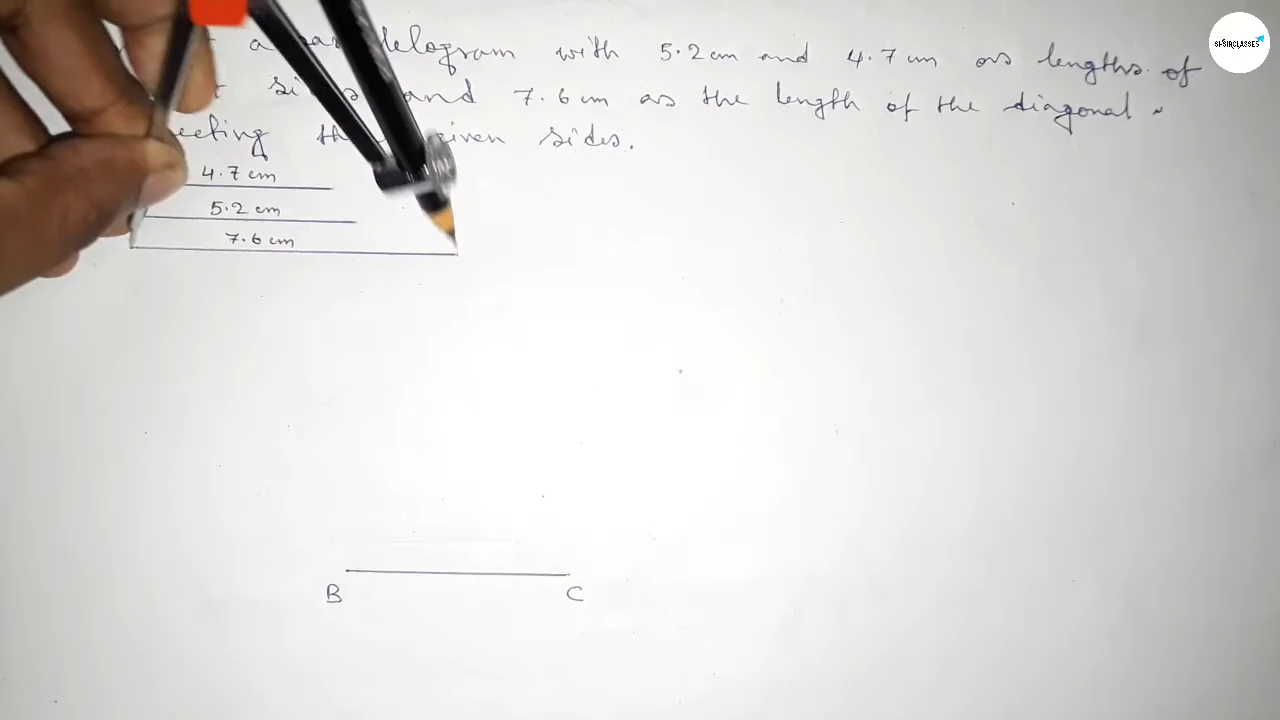 a with 5.2 cm and 4.7 cm as lengths of
and 7.6 cm as the length of the diagonal
sides.
4.7 cm
5.2 cm
7.6 cm
B C
SISIRCLASSES